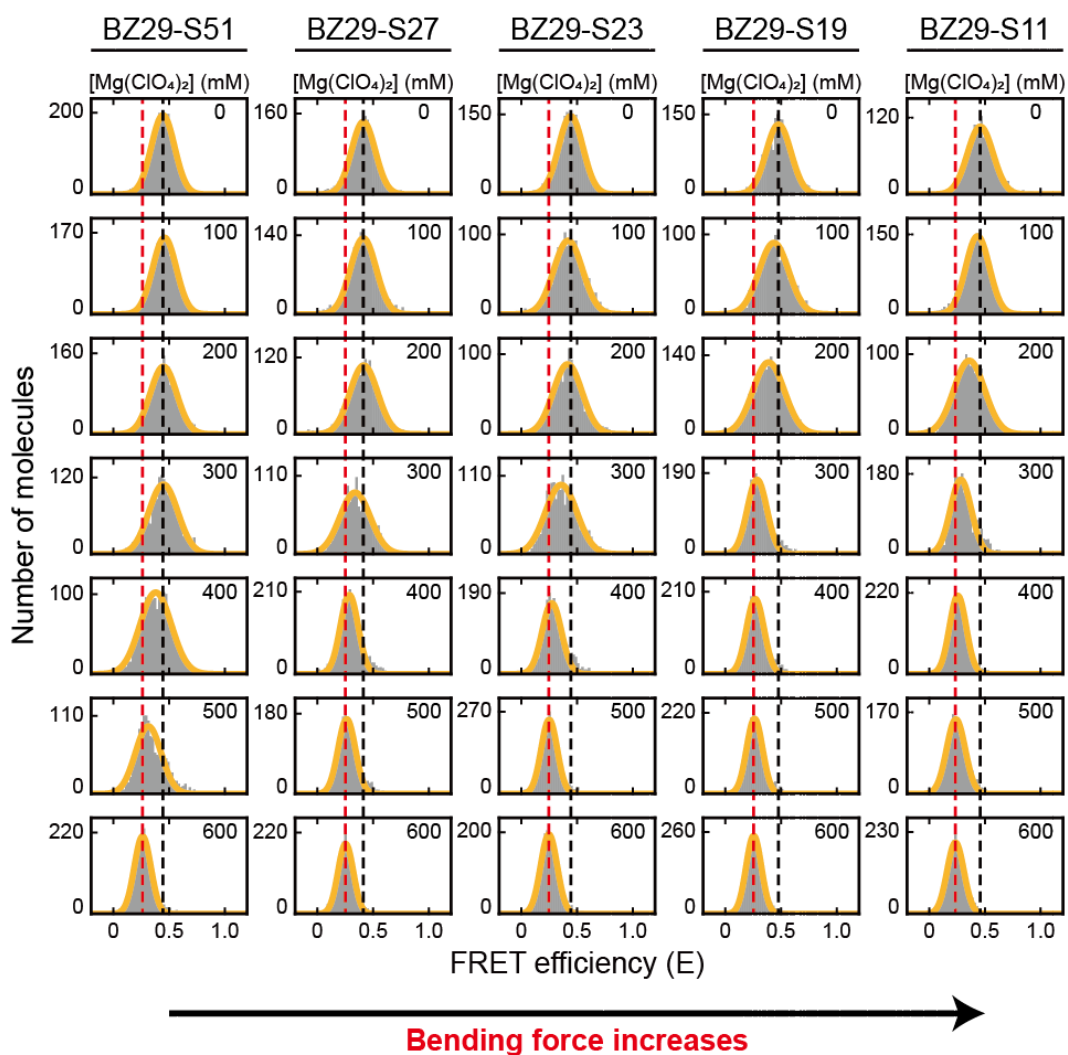 BZ29-S51 BZ29-S27 BZ29-S23 BZ29-S19 BZ29-S11
[Mg(ClO₄)₂] (mM) [Mg(ClO₄)₂] (mM) [Mg(ClO₄)₂] (mM) [Mg(ClO₄)₂] (mM) [Mg(ClO₄)₂] (mM)
200 0 160 0 150 0 150 0 120 0
0 0 0 0 0
170 100 140 100 100 100 100 100 150 100
0 0 0 0 0
160 200 120 200 100 200 140 200 100 200
0 0 0 0 0
120 300 110 300 110 300 190 300 180 300
0 0 0 0 0
100 400 210 400 190 400 210 400 220 400
0 0 0 0 0
110 500 180 500 270 500 220 500 170 500
0 0 0 0 0
220 600 220 600 200 600 260 600 230 600
0 0 0 0 0
0 0.5 1.0 0 0.5 1.0 0 0.5 1.0 0 0.5 1.0 0 0.5 1.0
Number of molecules
FRET efficiency (E)
Bending force increases